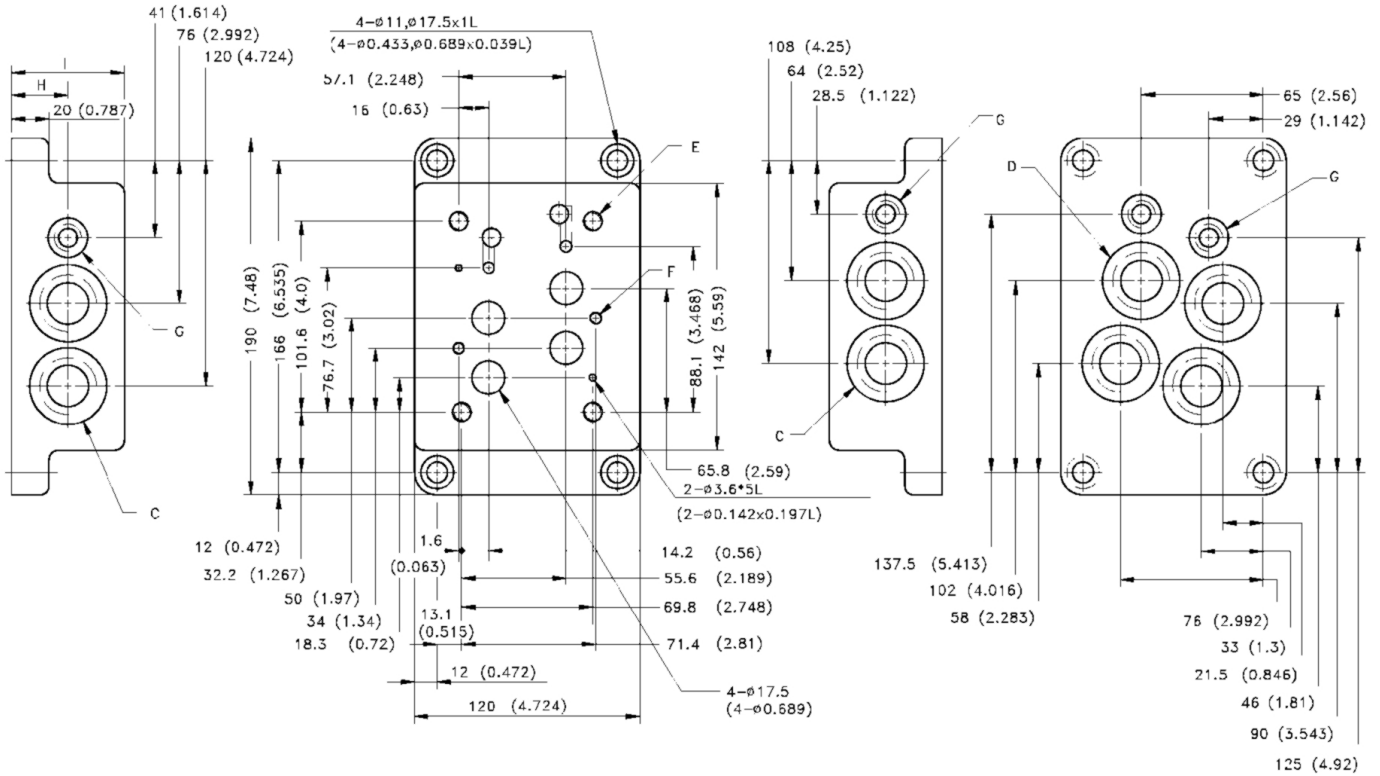 41 (1.614)
76 (2.992)
120 (4.724)
I
H
20 (0.787)
G
C
4-ø11,ø17.5x1L
(4-ø0.433,ø0.689x0.039L)
57.1 (2.248)
16 (0.63)
E
F
190 (7.48)
166 (6.535)
101.6 (4.0)
76.7 (3.02)
88.1 (3.468)
142 (5.59)
65.8 (2.59)
2-ø3.6*5L
(2-ø0.142x0.197L)
12 (0.472)
32.2 (1.267)
50 (1.97)
34 (1.34)
18.3 (0.72)
1.6
(0.063)
13.1
(0.515)
14.2 (0.56)
55.6 (2.189)
69.8 (2.748)
71.4 (2.81)
12 (0.472)
120 (4.724)
4-ø17.5
(4-ø0.689)
108 (4.25)
64 (2.52)
28.5 (1.122)
G
C
65 (2.56)
29 (1.142)
D
G
137.5 (5.413)
102 (4.016)
58 (2.283)
76 (2.992)
33 (1.3)
21.5 (0.846)
46 (1.81)
90 (3.543)
125 (4.92)